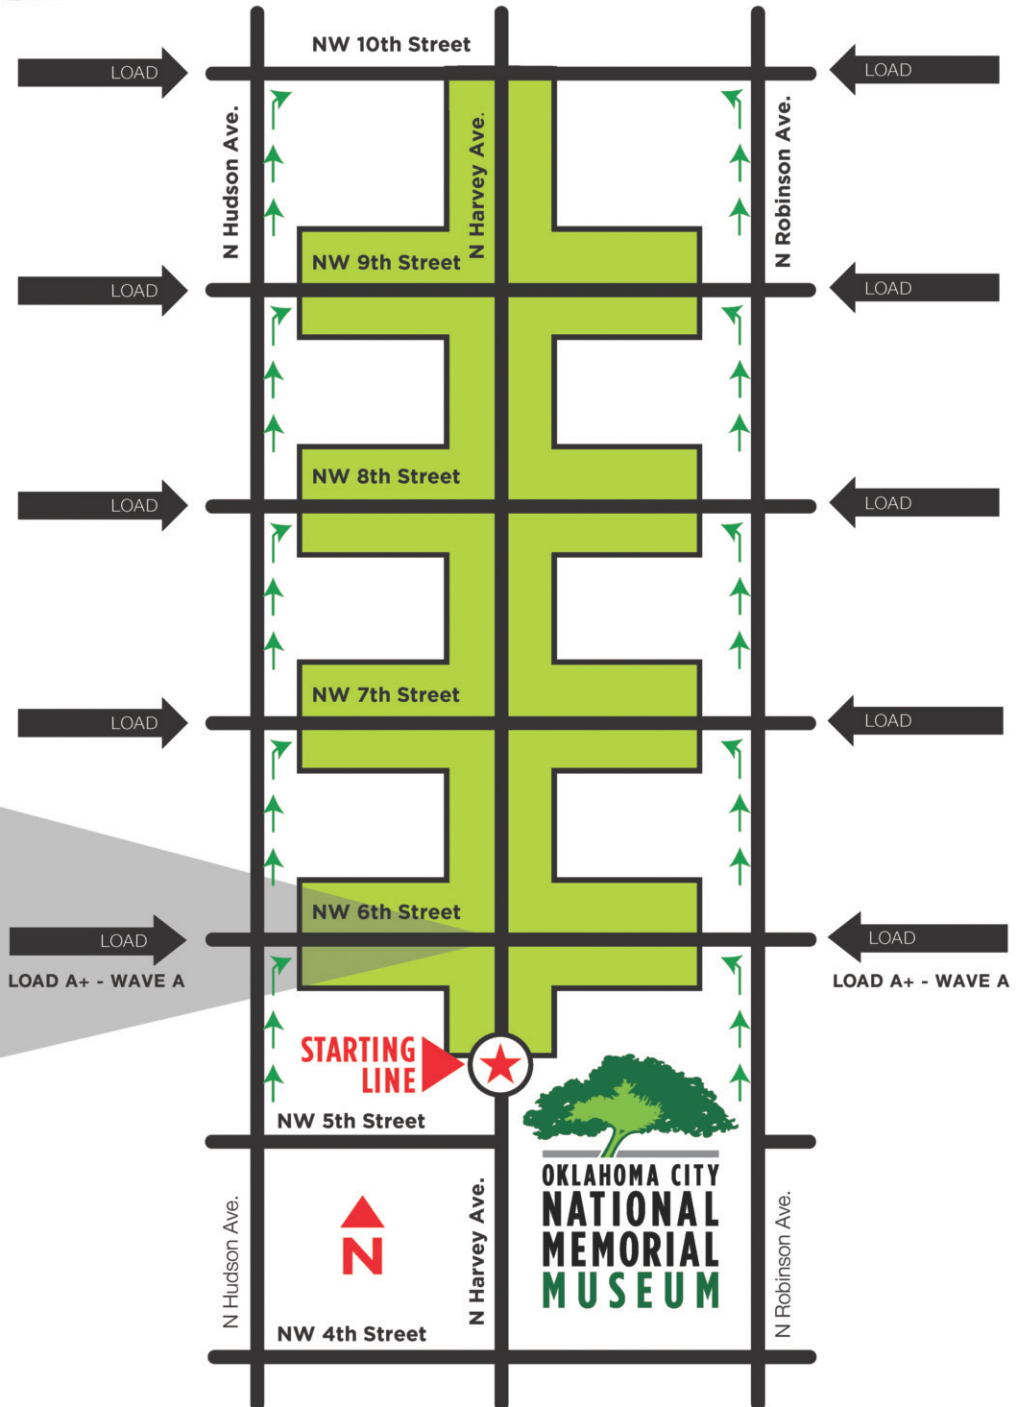 NW 10th Street
LOAD
LOAD
N Hudson Ave.
N Harvey Ave.
N Robinson Ave.
NW 9th Street
LOAD
LOAD
NW 8th Street
LOAD
LOAD
NW 7th Street
LOAD
LOAD
NW 6th Street
LOAD
LOAD
LOAD A+ - WAVE A
LOAD A+ - WAVE A
STARTING
LINE
NW 5th Street
OKLAHOMA CITY
NATIONAL
MEMORIAL
MUSEUM
N Hudson Ave.
N
N Harvey Ave.
N Robinson Ave.
NW 4th Street